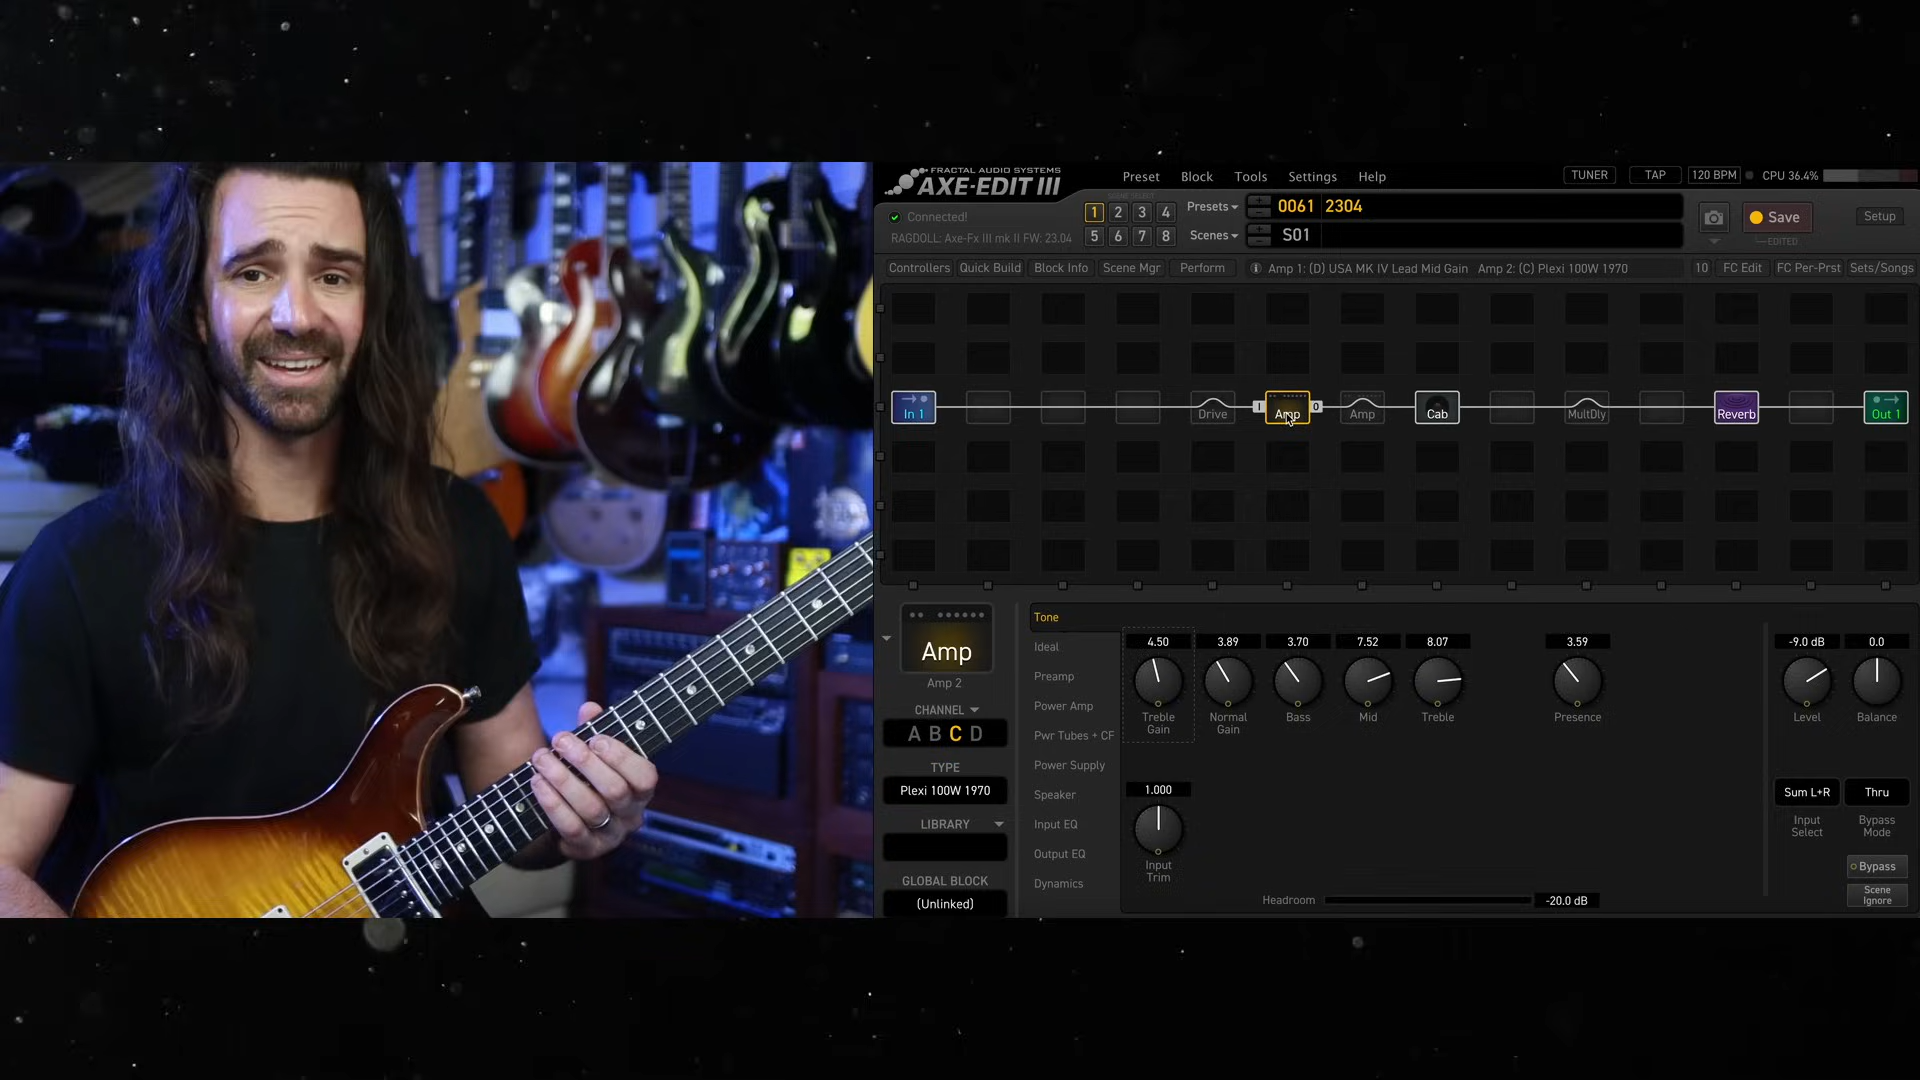 FRACTAL AUDIO SYSTEMS
AXE-EDIT III
Preset Block Tools Settings Help
TUNER TAP 120 BPM CPU 36.4%
SCENE SELECT
1 2 3 4
5 6 7 8
Connected!
RAGDOLL: Axe-Fx III mk II FW: 23.04
Presets 0061 2304
Scenes S01
Save
EDITED
Setup
Controllers Quick Build Block Info Scene Mgr Perform
Amp 1: (D) USA MK IV Lead Mid Gain Amp 2: (C) Plexi 100W 1970
10 FC Edit FC Per-Prst Sets/Songs
In 1 Drive I Amp O Amp Cab MultDly Reverb Out 1
Amp
Amp 2
CHANNEL
A B C D
TYPE
Plexi 100W 1970
LIBRARY
GLOBAL BLOCK
(Unlinked)
Tone
Ideal
Preamp
Power Amp
Pwr Tubes + CF
Power Supply
Speaker
Input EQ
Output EQ
Dynamics
4.50 3.89 3.70 7.52 8.07 3.59
Treble Normal Bass Mid Treble Presence
Gain Gain
1.000
Input
Trim
Headroom -20.0 dB
-9.0 dB 0.0
Level Balance
Sum L+R Thru
Input Bypass
Select Mode
Bypass
Scene
Ignore